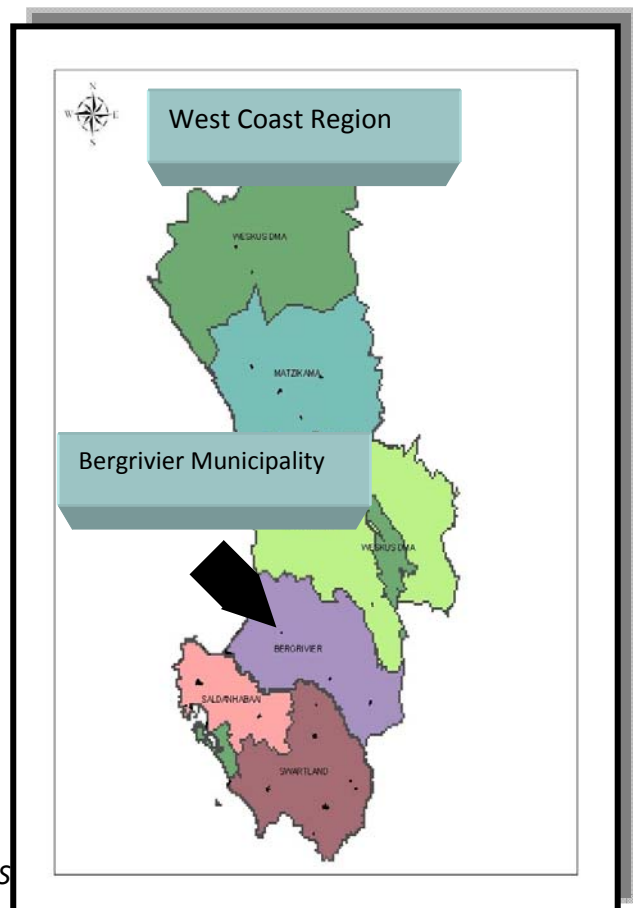 N
W E
S
West Coast Region
WESKUS DMA
MATZIKAMA
Bergrivier Municipality
WESKUS DMA
BERGRIVIER
SALDANHABAAI
SWARTLAND
s